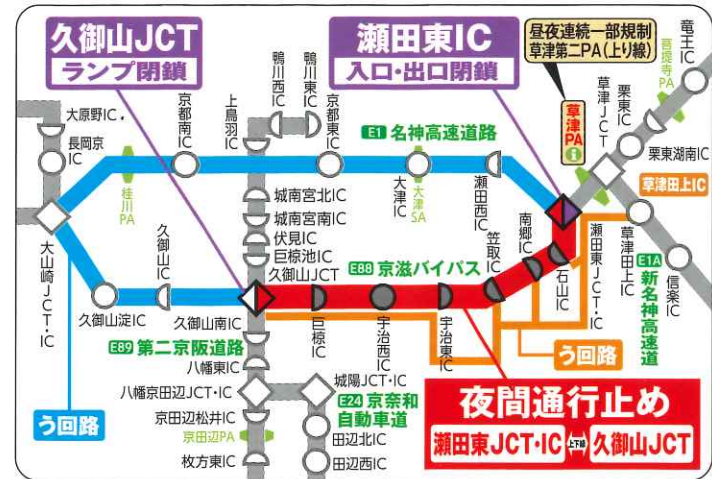 久御山JCT
ランプ閉鎖
瀬田東IC
入口・出口閉鎖
昼夜連続一部規制
草津第二PA(上り線)
菩提寺PA
竜王IC
栗東IC
草津JCT
栗東湖南IC
草津PA
草津田上IC
大原野IC
長岡京IC
京都南IC
上鳥羽IC
鴨川西IC
鴨川東IC
京都東IC
E1 名神高速道路
桂川PA
大津IC
大津SA
瀬田西IC
城南宮北IC
城南宮南IC
伏見IC
巨椋池IC
久御山JCT
E88 京滋バイパス
笠取IC
南郷IC
石山IC
瀬田東JCT・IC
草津田上IC
E1A 新名神高速道路
信楽IC
大山崎JCT・IC
久御山IC
久御山淀IC
久御山南IC
巨椋IC
宇治西IC
宇治東IC
う回路
E89 第二京阪道路
八幡東IC
八幡京田辺JCT・IC
城陽JCT・IC
E24 京奈和
自動車道
京田辺松井IC
田辺北IC
京田辺PA
枚方東IC
田辺西IC
う回路
夜間通行止め
瀬田東JCT・IC 上下線 久御山JCT